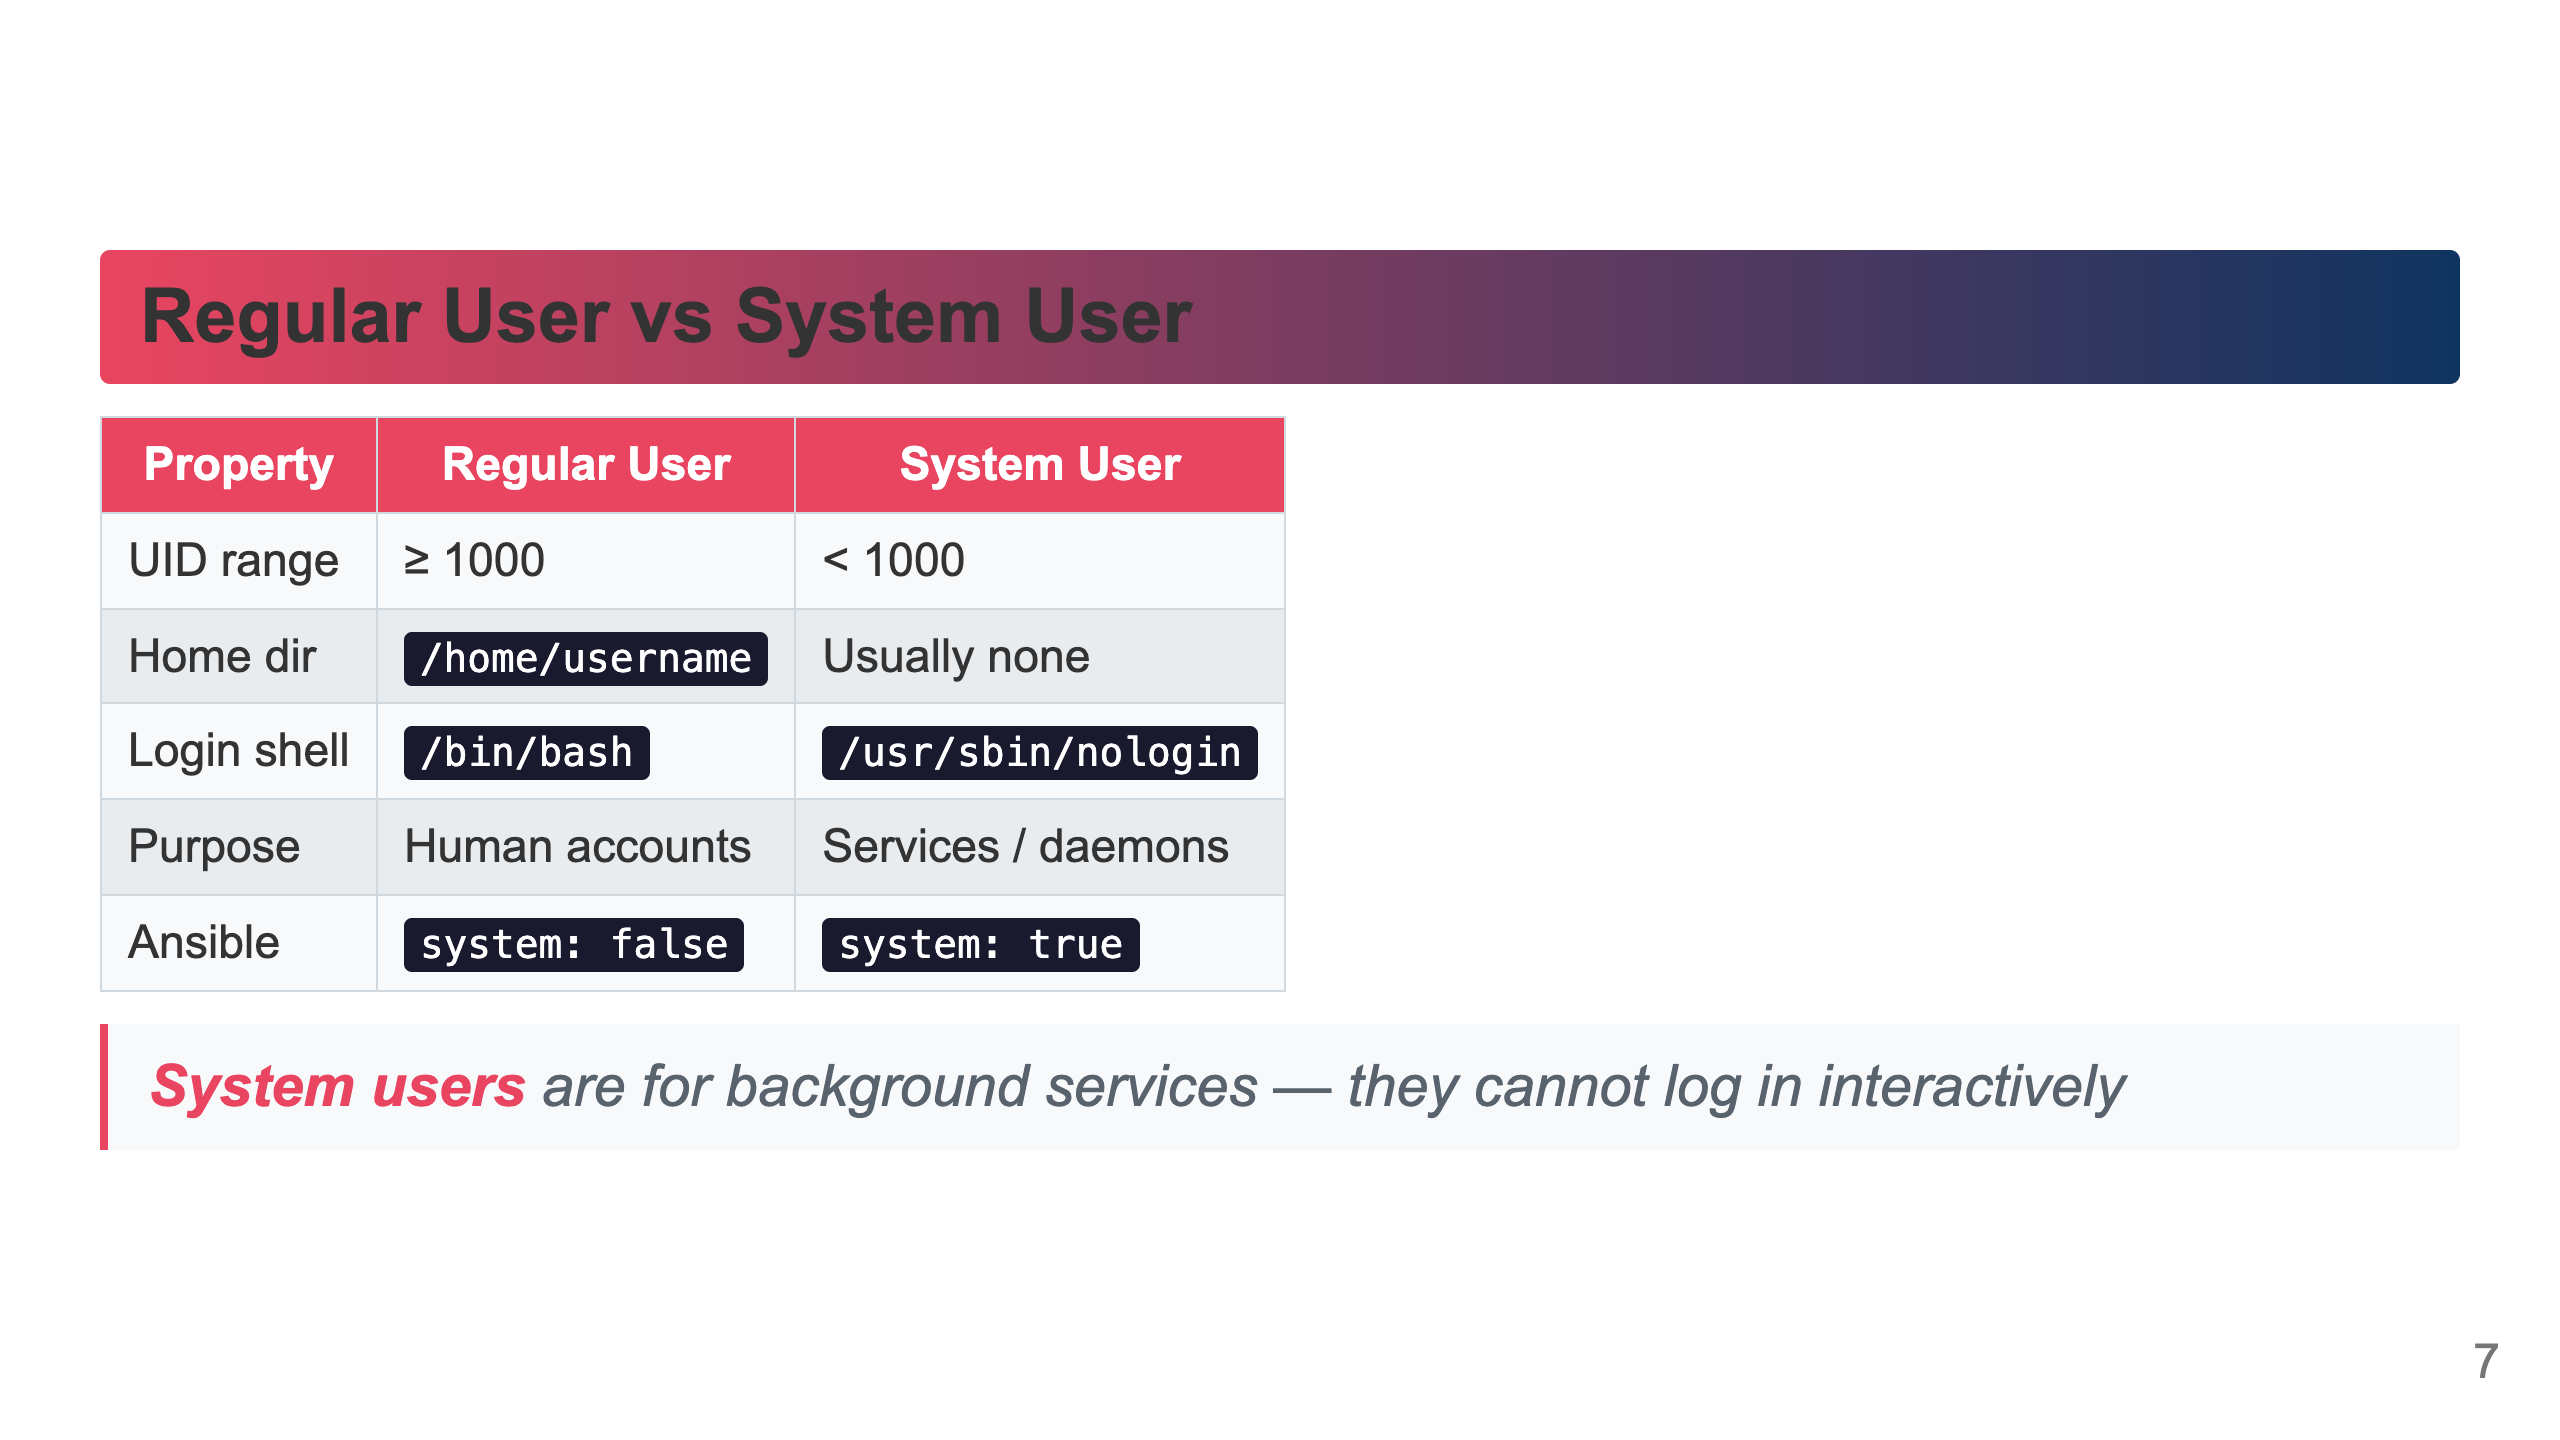 Regular User vs System User
Property Regular User System User
UID range ≥ 1000 < 1000
Home dir /home/username Usually none
Login shell /bin/bash /usr/sbin/nologin
Purpose Human accounts Services / daemons
Ansible system: false system: true
System users are for background services — they cannot log in interactively
7